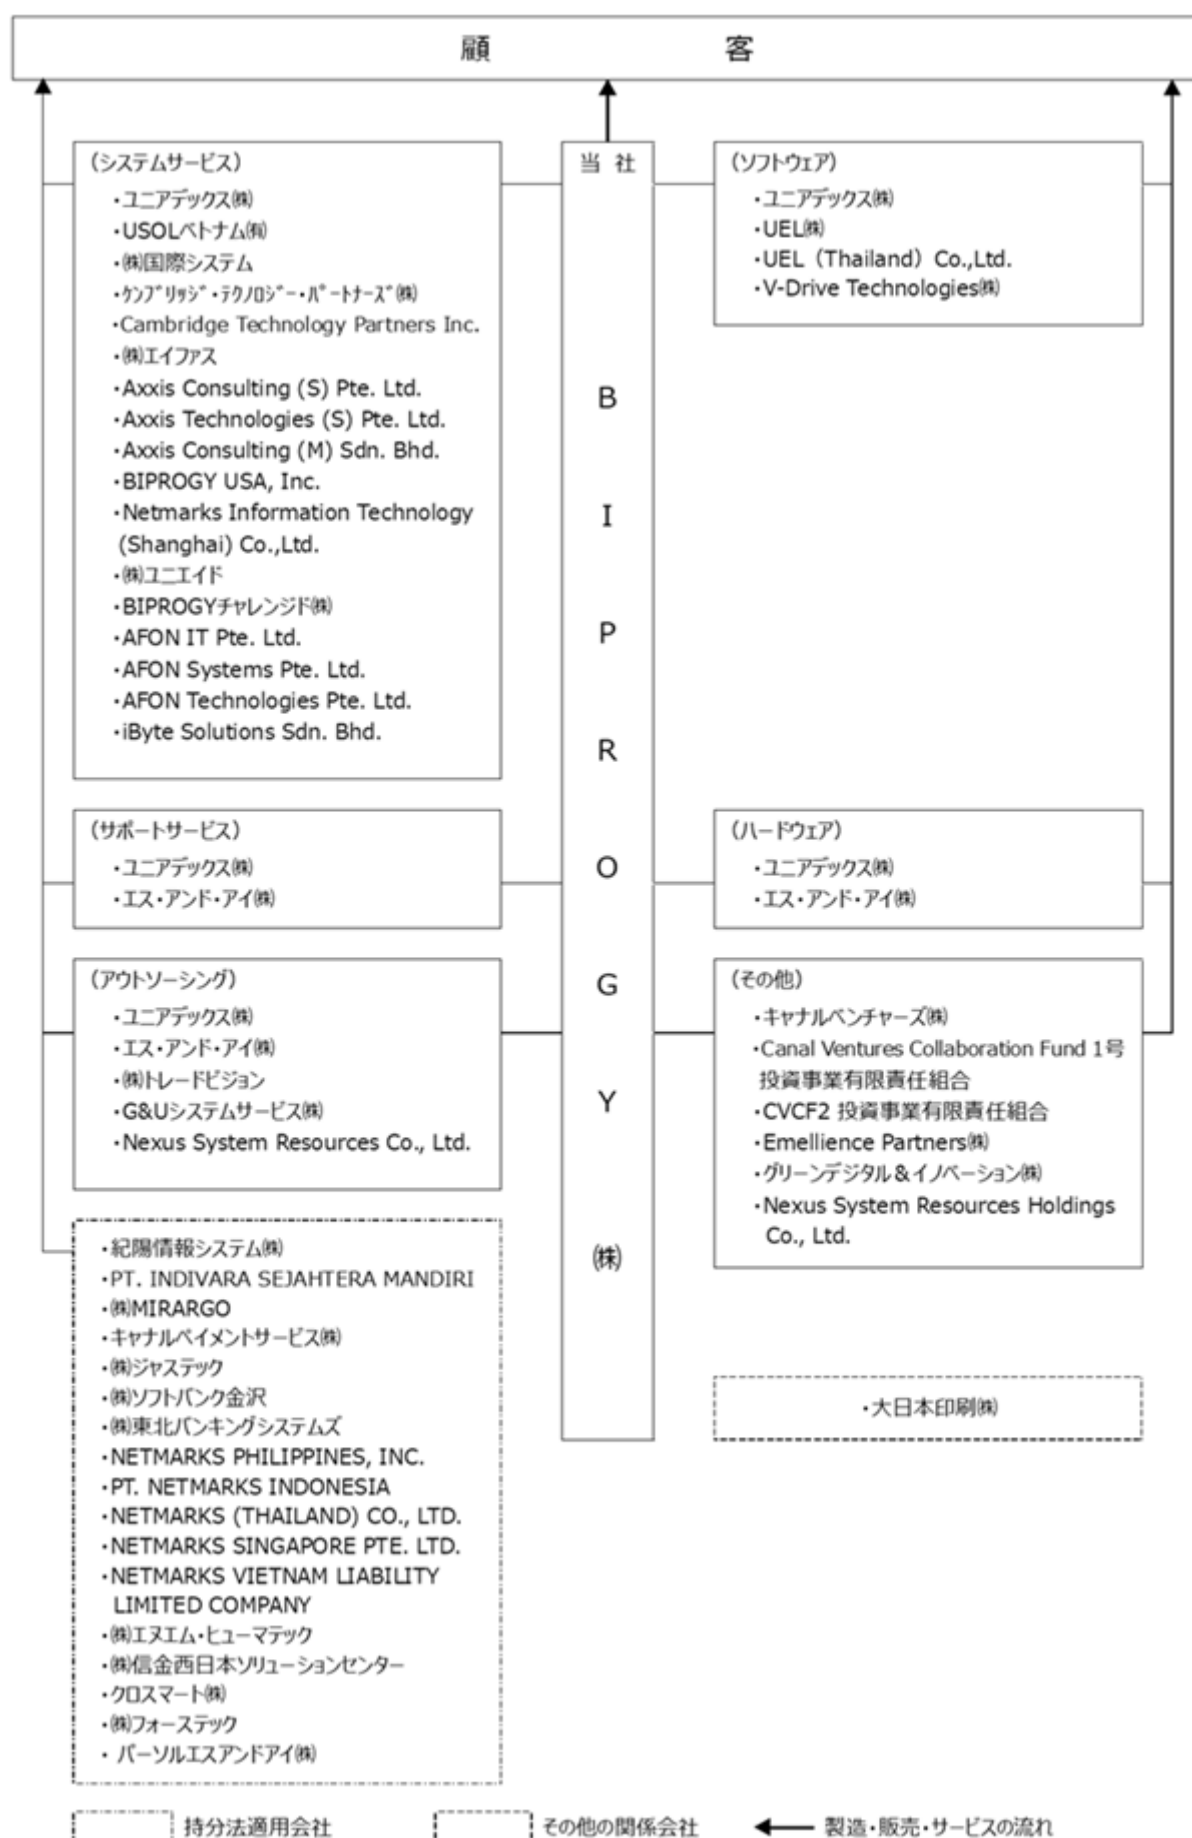 顧 客
(システムサービス)
・ユニアデックス㈱
・USOLベトナム㈲
・㈱国際システム
・ｹﾝﾌﾞﾘｯｼﾞ・ﾃｸﾉﾛｼﾞｰ・ﾊﾟｰﾄﾅｰｽﾞ㈱
・Cambridge Technology Partners Inc.
・㈱エイファス
・Axxis Consulting (S) Pte. Ltd.
・Axxis Technologies (S) Pte. Ltd.
・Axxis Consulting (M) Sdn. Bhd.
・BIPROGY USA, Inc.
・Netmarks Information Technology
(Shanghai) Co.,Ltd.
・㈱ユニエイド
・BIPROGYチャレンジド㈱
・AFON IT Pte. Ltd.
・AFON Systems Pte. Ltd.
・AFON Technologies Pte. Ltd.
・iByte Solutions Sdn. Bhd.
(サポートサービス)
・ユニアデックス㈱
・エス・アンド・アイ㈱
(アウトソーシング)
・ユニアデックス㈱
・エス・アンド・アイ㈱
・㈱トレードビジョン
・G&Uシステムサービス㈱
・Nexus System Resources Co., Ltd.
・紀陽情報システム㈱
・PT. INDIVARA SEJAHTERA MANDIRI
・㈱MIRARGO
・キャナルペイメントサービス㈱
・㈱ジャステック
・㈱ソフトバンク金沢
・㈱東北バンキングシステムズ
・NETMARKS PHILIPPINES, INC.
・PT. NETMARKS INDONESIA
・NETMARKS (THAILAND) CO., LTD.
・NETMARKS SINGAPORE PTE. LTD.
・NETMARKS VIETNAM LIABILITY
LIMITED COMPANY
・㈱エヌエム・ヒューマテック
・㈱信金西日本ソリューションセンター
・クロスマート㈱
・㈱フォーステック
・ パーソルエスアンドアイ㈱
当 社
B
I
P
R
O
G
Y
㈱
(ソフトウェア)
・ユニアデックス㈱
・UEL㈱
・UEL（Thailand）Co.,Ltd.
・V-Drive Technologies㈱
(ハードウェア)
・ユニアデックス㈱
・エス・アンド・アイ㈱
(その他)
・キャナルベンチャーズ㈱
・Canal Ventures Collaboration Fund 1号
投資事業有限責任組合
・CVCF2 投資事業有限責任組合
・Emellience Partners㈱
・グリーンデジタル＆イノベーション㈱
・Nexus System Resources Holdings
Co., Ltd.
・大日本印刷㈱
持分法適用会社
その他の関係会社
製造・販売・サービスの流れ